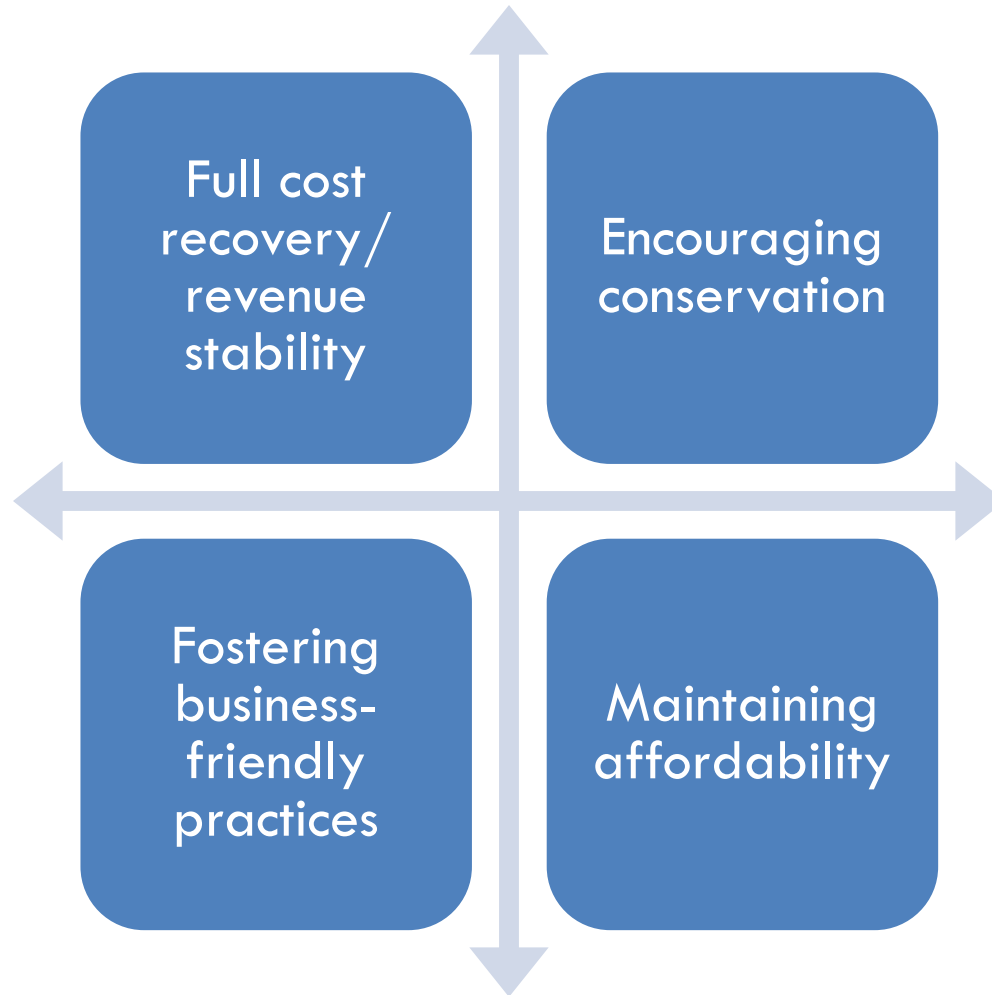 Full cost
recovery/
revenue
stability
Encouraging
conservation
Fostering
business-
friendly
practices
Maintaining
affordability